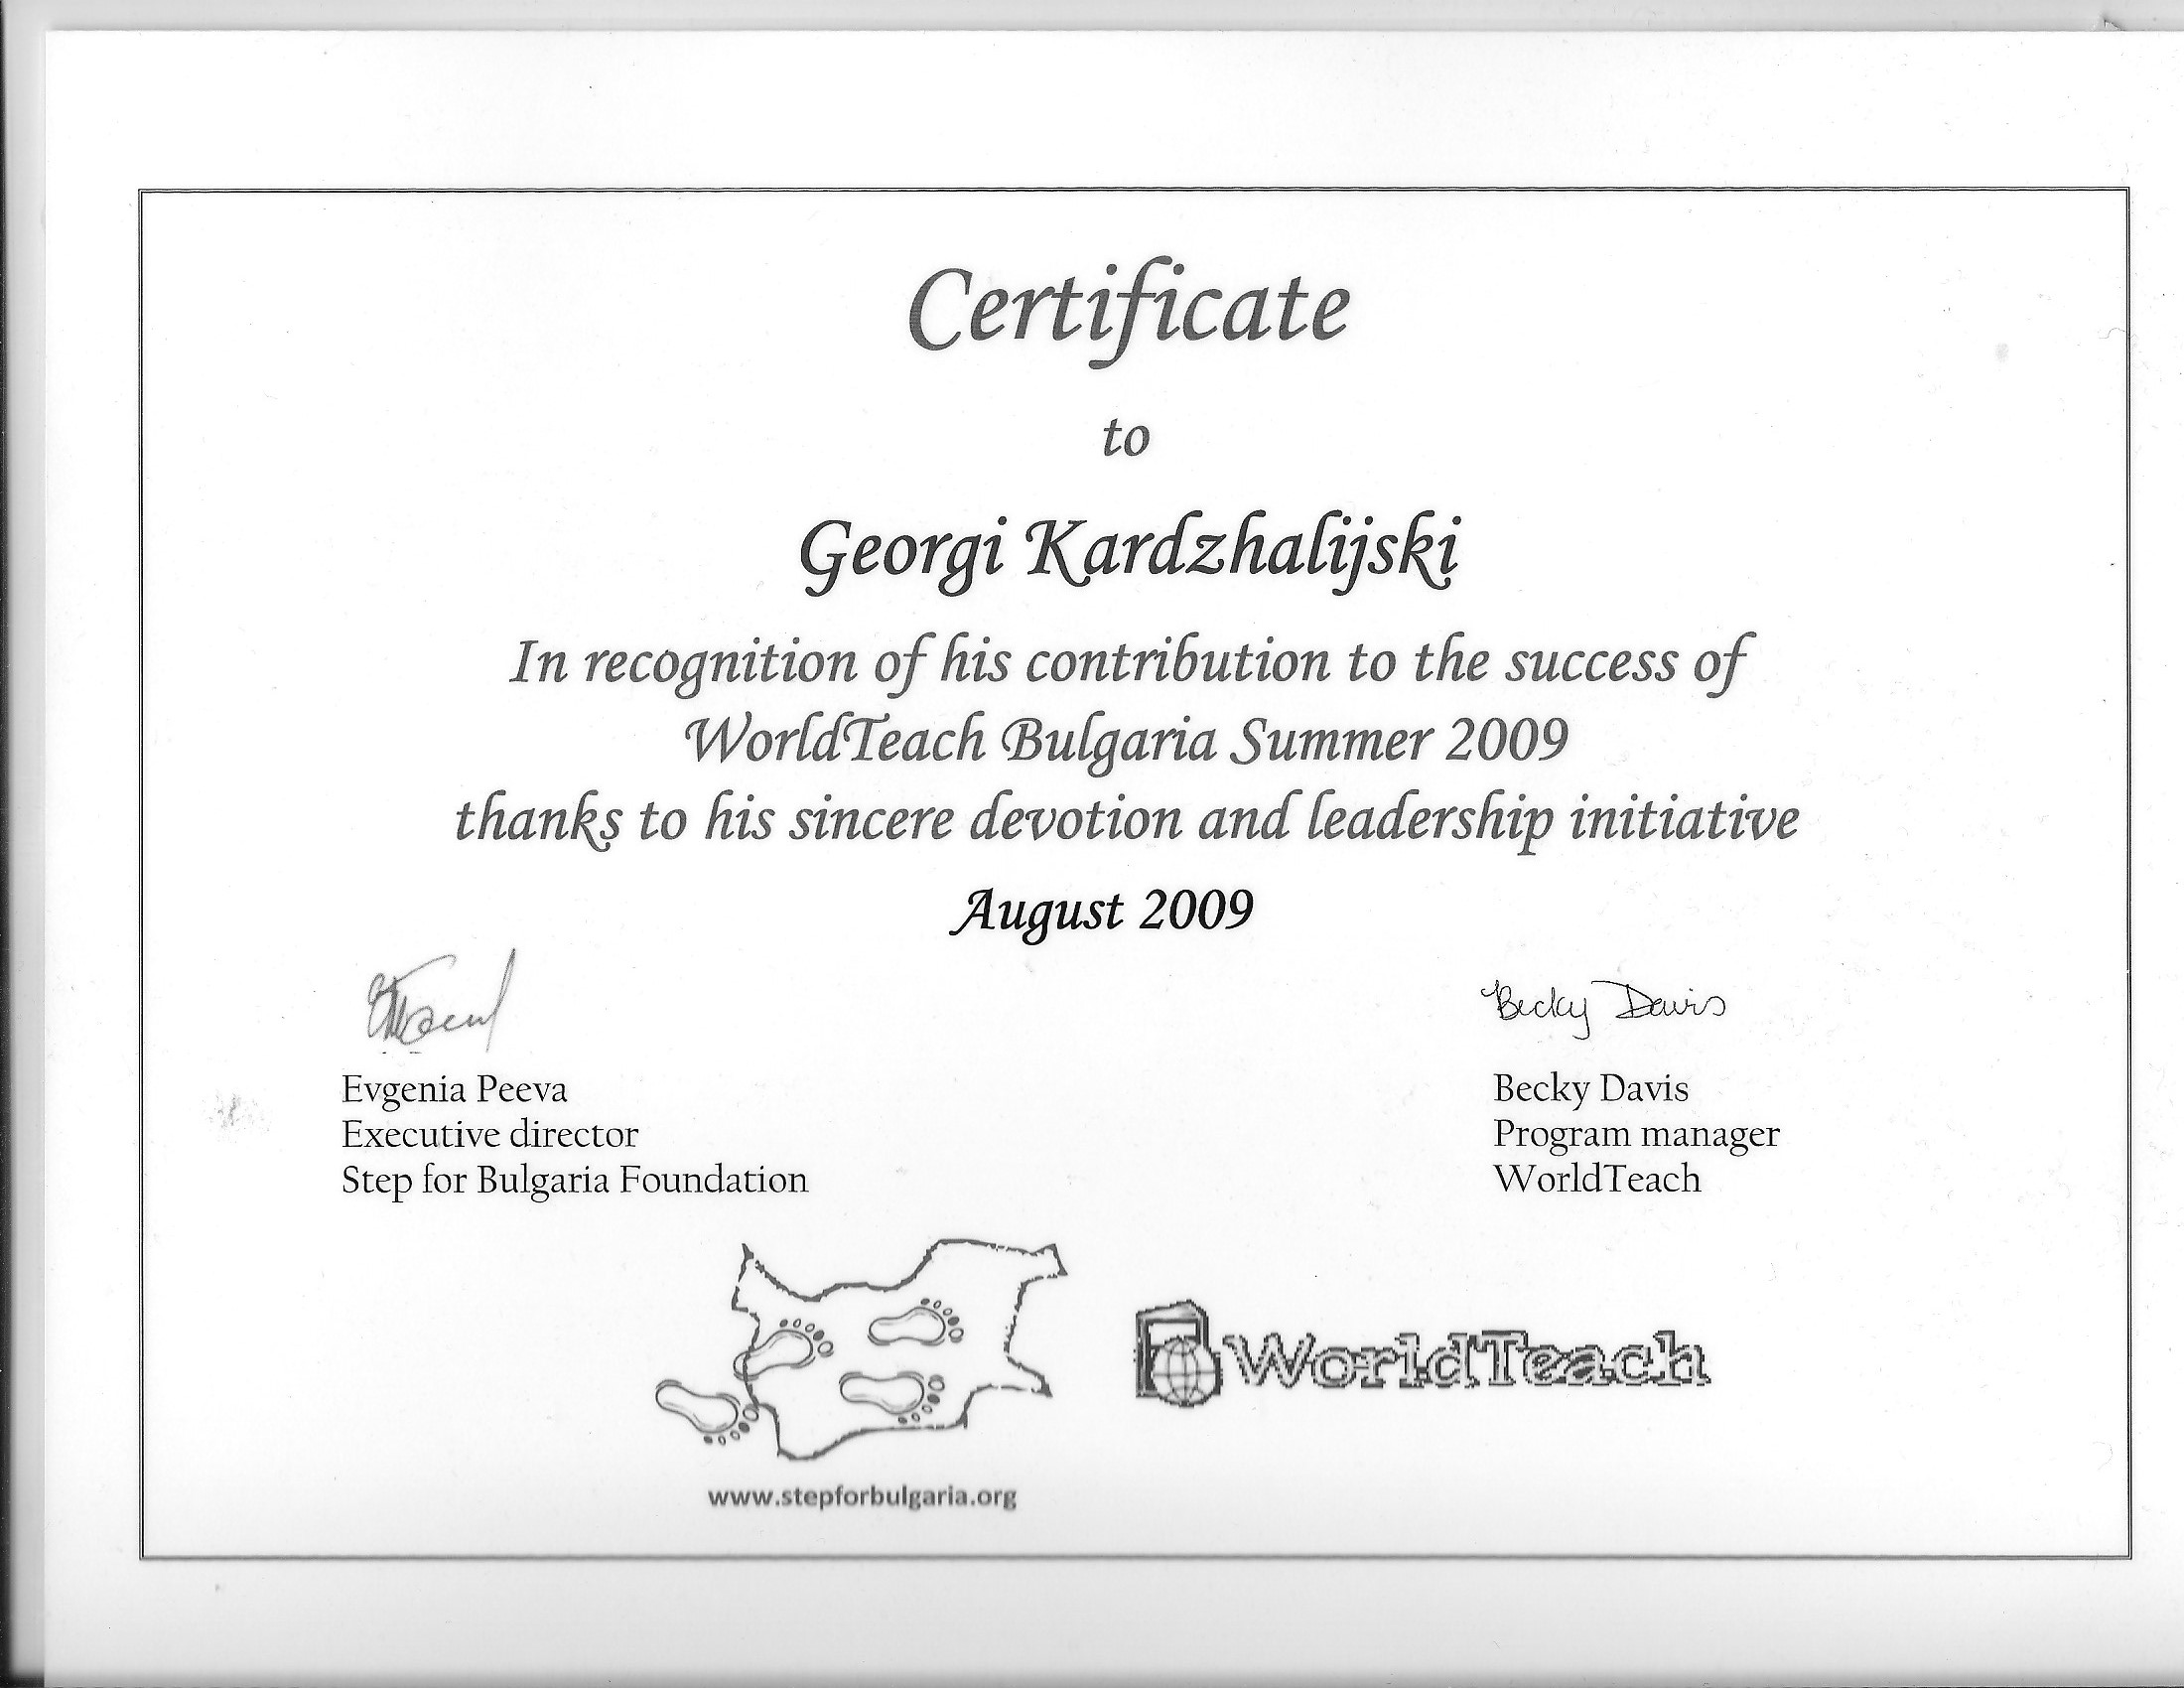 Certificate
to
Georgi Kardzhalijski
In recognition of his contribution to the success of
WorldTeach Bulgaria Summer 2009
thanks to his sincere devotion and leadership initiative
August 2009
Becky Davis
Evgenia Peeva
Executive director
Step for Bulgaria Foundation
Becky Davis
Program manager
WorldTeach
WorldTeach
www.stepforbulgaria.org